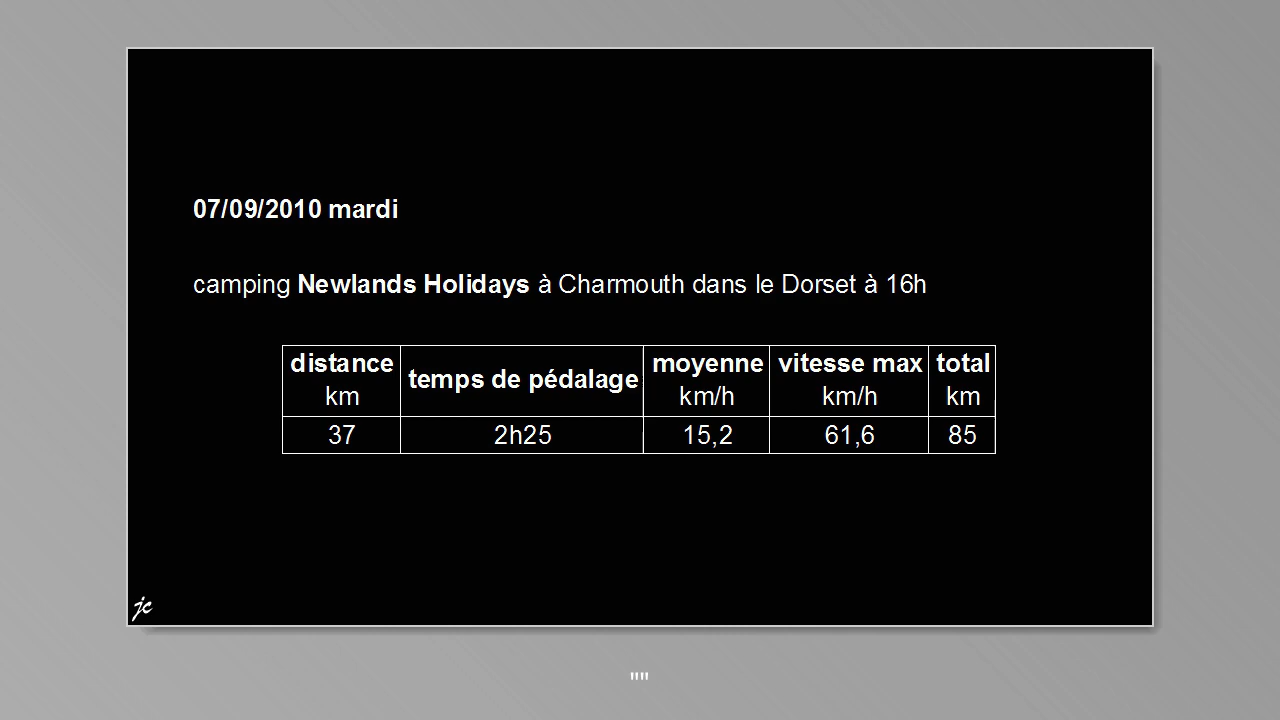 07/09/2010 mardi
camping Newlands Holidays à Charmouth dans le Dorset à 16h
distance km temps de pédalage moyenne km/h vitesse max km/h total km
37 2h25 15,2 61,6 85
jc
""